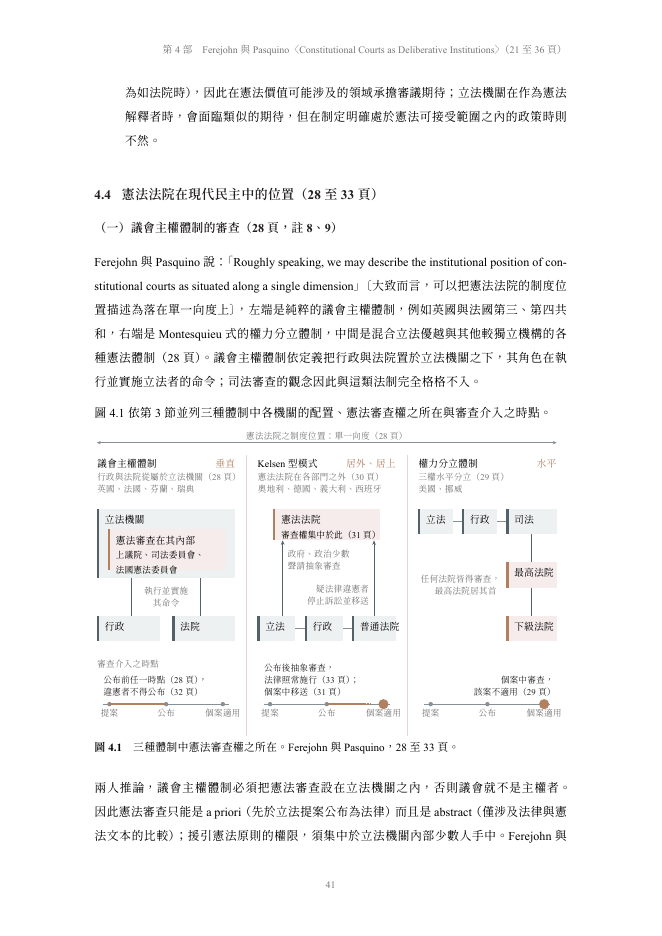 第 4 部　Ferejohn 與 Pasquino〈Constitutional Courts as Deliberative Institutions〉（21 至 36 頁）
為如法院時），因此在憲法價值可能涉及的領域承擔審議期待；立法機關在作為憲法
解釋者時，會面臨類似的期待，但在制定明確處於憲法可接受範圍之內的政策時則
不然。
4.4　憲法法院在現代民主中的位置（28 至 33 頁）
（一）議會主權體制的審查（28 頁，註 8、9）
Ferejohn 與 Pasquino 說：「Roughly speaking, we may describe the institutional position of con-
stitutional courts as situated along a single dimension」〔大致而言，可以把憲法法院的制度位
置描述為落在單一向度上〕，左端是純粹的議會主權體制，例如英國與法國第三、第四共
和，右端是 Montesquieu 式的權力分立體制，中間是混合立法優越與其他較獨立機構的各
種憲法體制（28 頁）。議會主權體制依定義把行政與法院置於立法機關之下，其角色在執
行並實施立法者的命令；司法審查的觀念因此與這類法制完全格格不入。
圖 4.1 依第 3 節並列三種體制中各機關的配置、憲法審查權之所在與審查介入之時點。
憲法法院之制度位置：單一向度（28 頁）
議會主權體制　垂直
行政與法院從屬於立法機關（28 頁）
英國、法國、芬蘭、瑞典
立法機關
憲法審查在其內部
上議院、司法委員會、
法國憲法委員會
執行並實施
其命令
行政　法院
審查介入之時點
公布前任一時點（28 頁），
違憲者不得公布（32 頁）
提案　公布　個案適用
Kelsen 型模式　居外、居上
憲法法院在各部門之外（30 頁）
奧地利、德國、義大利、西班牙
憲法法院
審查權集中於此（31 頁）
政府、政治少數
聲請抽象審查
疑法律違憲者
停止訴訟並移送
立法　行政　普通法院
公布後抽象審查，
法律照常施行（33 頁）；
個案中移送（31 頁）
提案　公布　個案適用
權力分立體制　水平
三權水平分立（29 頁）
美國、挪威
立法　行政　司法
任何法院皆得審查，
最高法院居其首
最高法院
下級法院
個案中審查，
該案不適用（29 頁）
提案　公布　個案適用
圖 4.1　三種體制中憲法審查權之所在。Ferejohn 與 Pasquino，28 至 33 頁。
兩人推論，議會主權體制必須把憲法審查設在立法機關之內，否則議會就不是主權者。
因此憲法審查只能是 a priori（先於立法提案公布為法律）而且是 abstract（僅涉及法律與憲
法文本的比較）；援引憲法原則的權限，須集中於立法機關內部少數人手中。Ferejohn 與
41